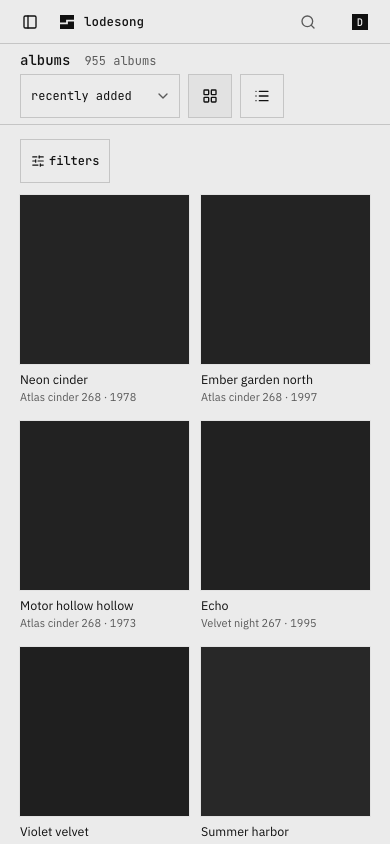 lodesong
D
albums 955 albums
recently added
filters
Neon cinder
Atlas cinder 268 · 1978
Ember garden north
Atlas cinder 268 · 1997
Motor hollow hollow
Atlas cinder 268 · 1973
Echo
Velvet night 267 · 1995
Violet velvet
Summer harbor